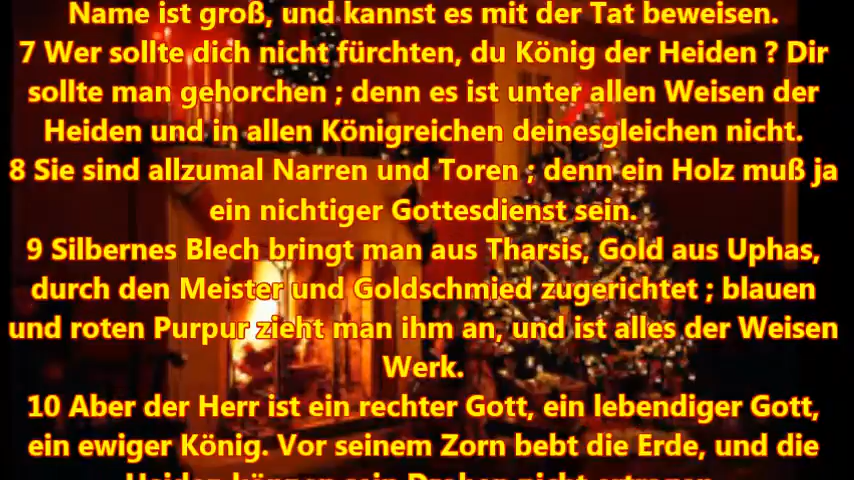 Name ist groß, und kannst es mit der Tat beweisen.
7 Wer sollte dich nicht fürchten, du König der Heiden ? Dir
sollte man gehorchen ; denn es ist unter allen Weisen der
Heiden und in allen Königreichen deinesgleichen nicht.
8 Sie sind allzumal Narren und Toren ; denn ein Holz muß ja
ein nichtiger Gottesdienst sein.
9 Silbernes Blech bringt man aus Tharsis, Gold aus Uphas,
durch den Meister und Goldschmied zugerichtet ; blauen
und roten Purpur zieht man ihm an, und ist alles der Weisen
Werk.
10 Aber der Herr ist ein rechter Gott, ein lebendiger Gott,
ein ewiger König. Vor seinem Zorn bebt die Erde, und die